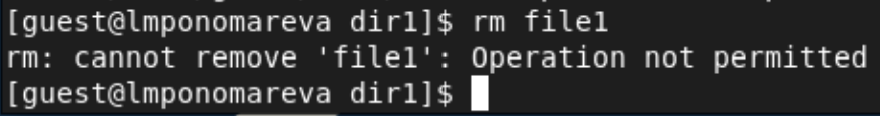 [guest@lmponomareva dir1]$ rm file1
rm: cannot remove 'file1': Operation not permitted
[guest@lmponomareva dir1]$